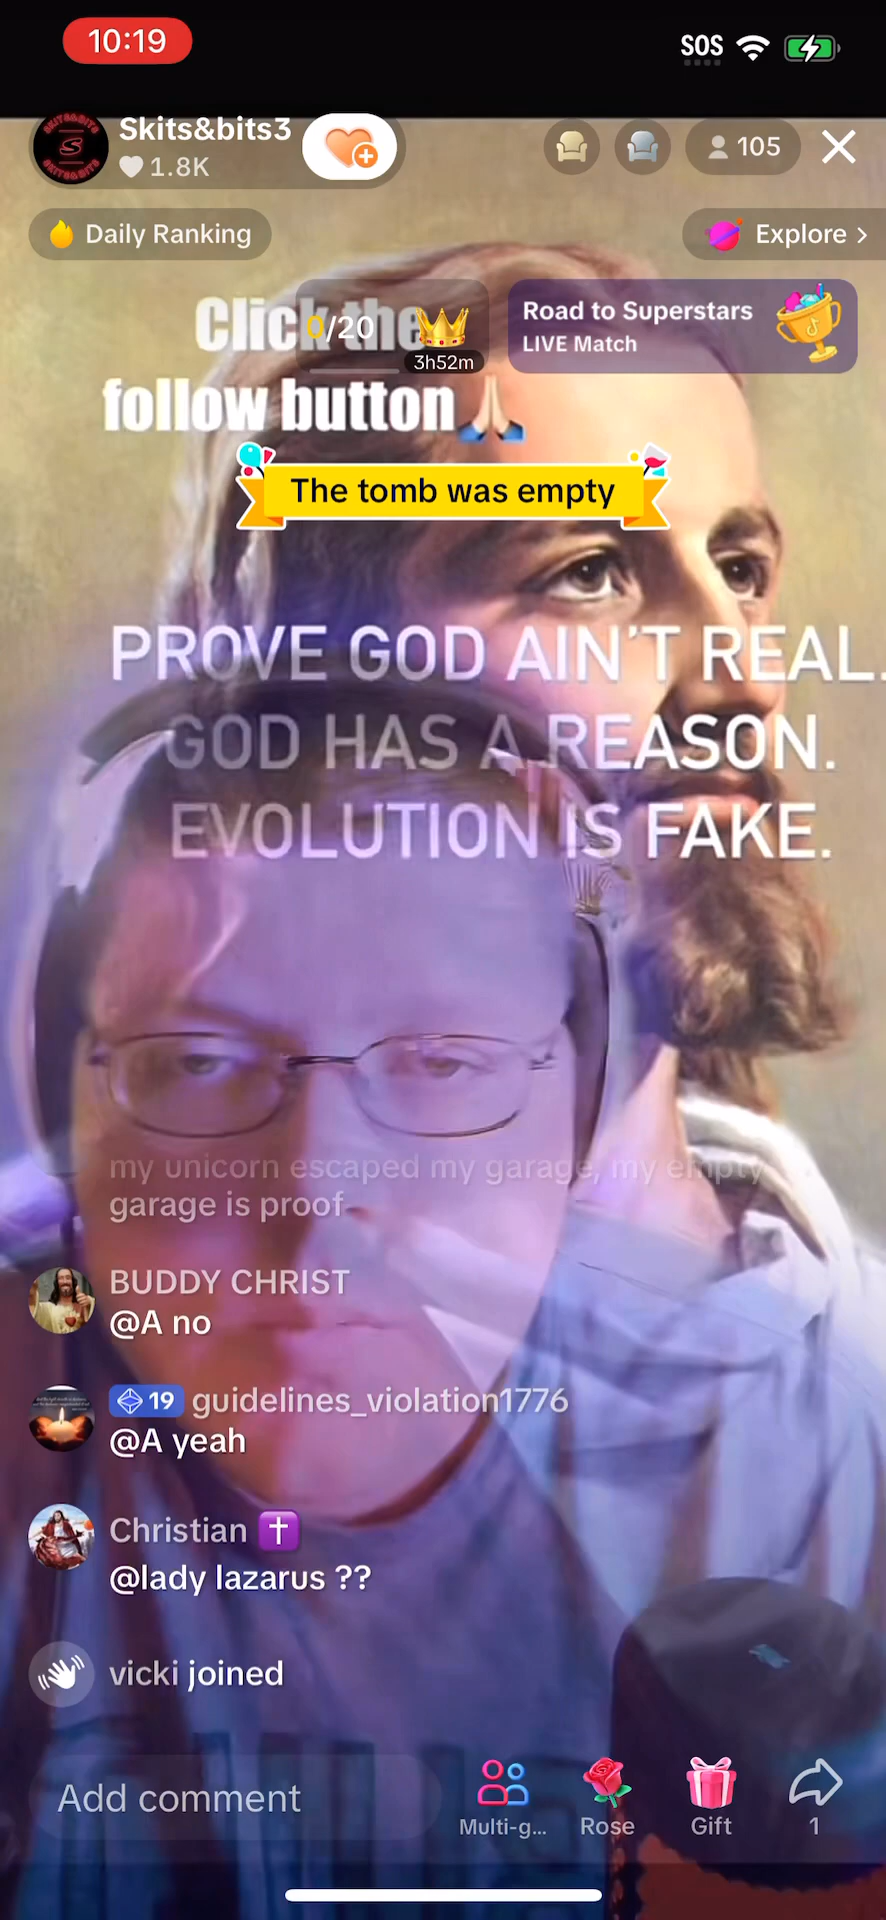 10:19
SOS
Skits&bits3
1.8K
105
Daily Ranking
Explore >
Click the
0/20
3h52m
Road to Superstars
LIVE Match
follow button🙏🏻
The tomb was empty
PROVE GOD AIN'T REAL.
GOD HAS A REASON.
EVOLUTION IS FAKE.
my unicorn escaped my garage, my empty
garage is proof
BUDDY CHRIST
@A no
19 guidelines_violation1776
@A yeah
Christian ✝️
@lady lazarus ??
vicki joined
Add comment
Multi-g...
Rose
Gift
1